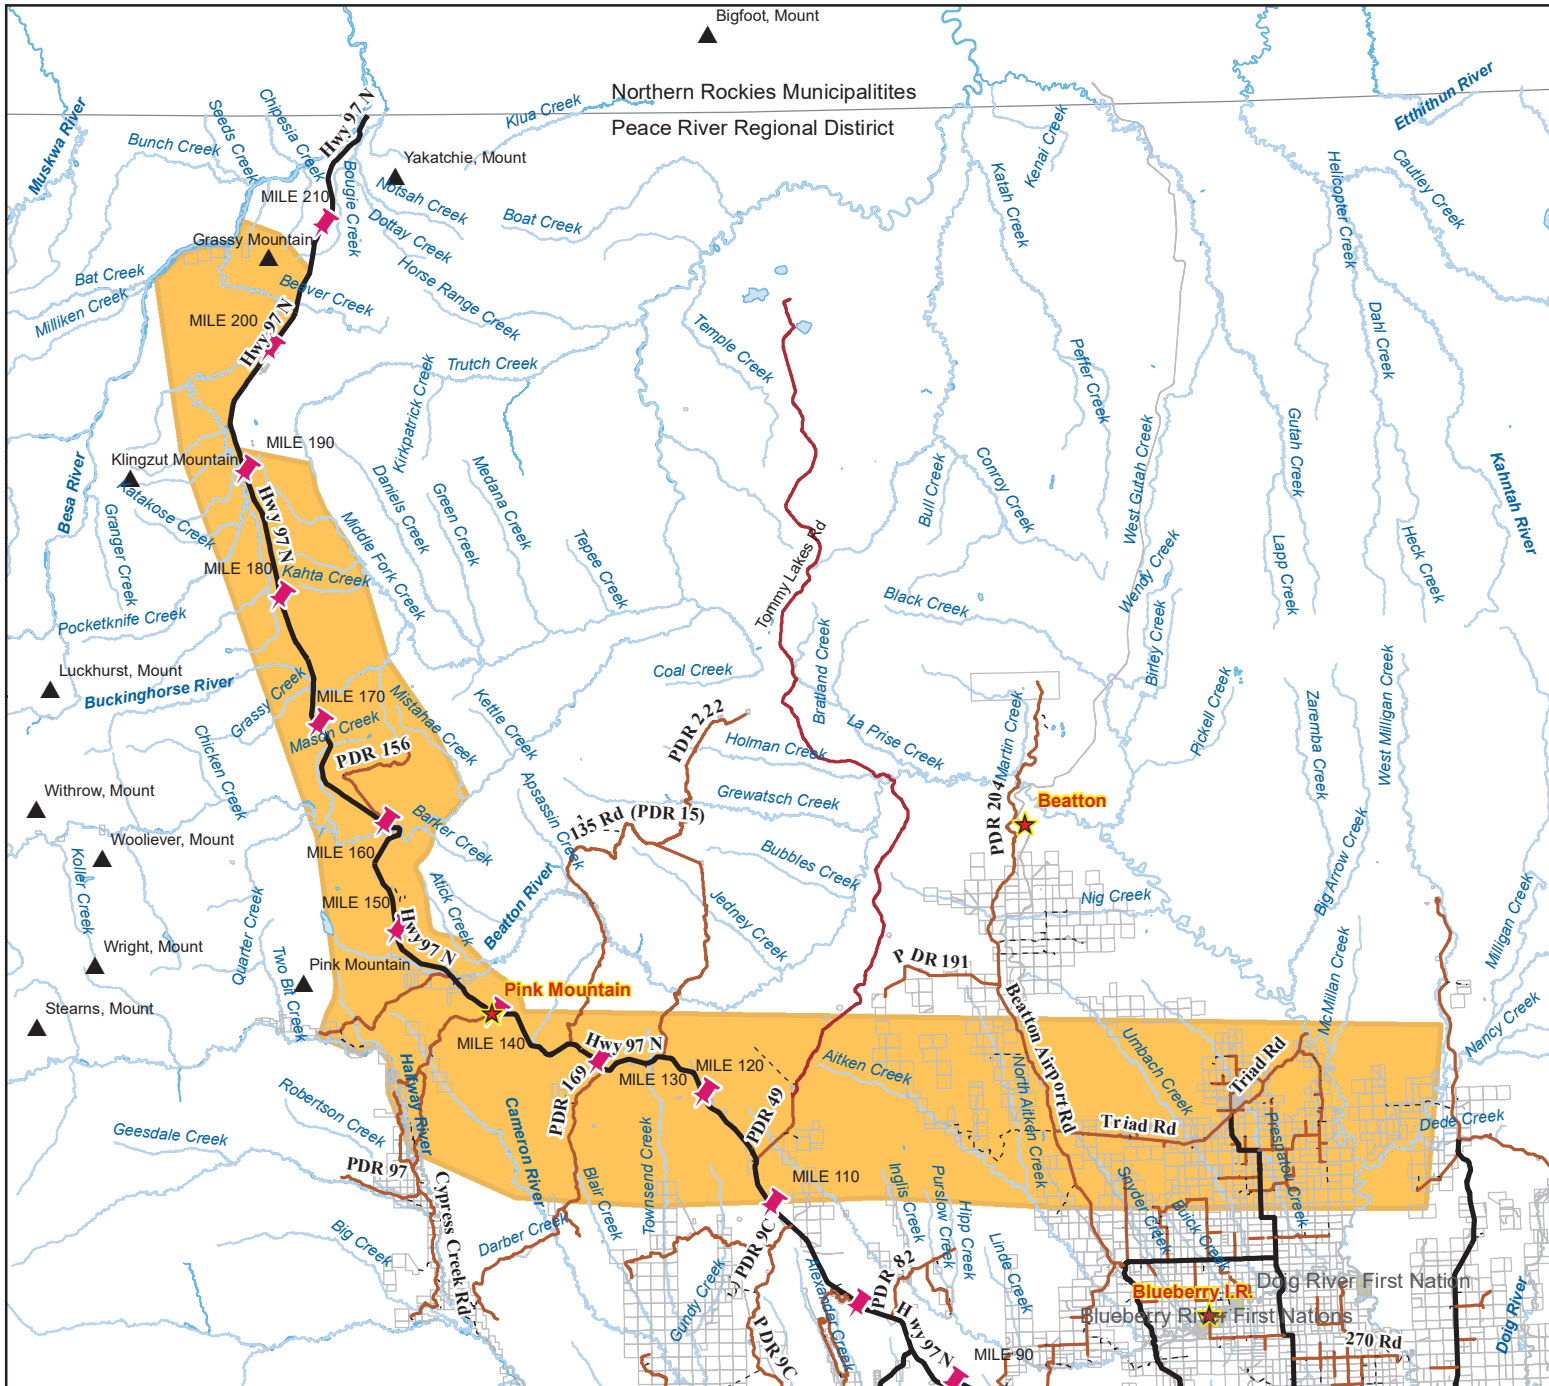 Bigfoot, Mount
Northern Rockies Municipalitites
Peace River Regional Distirict
Muskwa River
Bunch Creek
Seeds Creek
Chipesia Creek
Hwy 97 N
Klua Creek
Etthithun River
Yakatchie, Mount
Bougie Creek
Notsah Creek
Dottay Creek
Boat Creek
Katah Creek
Kenai Creek
Helicopter Creek
Cautley Creek
MILE 210
Grassy Mountain
Bat Creek
Milliken Creek
Beaver Creek
Horse Range Creek
MILE 200
Hwy 97 N
Temple Creek
Trutch Creek
Peffer Creek
Dahl Creek
Kirkpatrick Creek
MILE 190
Klingzut Mountain
Katakose Creek
Besa River
Granger Creek
Hwy 97 N
Daniels Creek
Green Creek
Medana Creek
Tepee Creek
Middle Fork Creek
Bull Creek
Conroy Creek
West Gutah Creek
Gutah Creek
Kahntah River
Heck Creek
Lapp Creek
Wendy Creek
Birley Creek
Tommy Lakes Rd
MILE 180
Kahta Creek
Pocketknife Creek
Black Creek
Bratland Creek
Coal Creek
Luckhurst, Mount
Buckinghorse River
Grassy Creek
MILE 170
Mason Creek
Mistahae Creek
Kettle Creek
PDR 156
PDR 222
Holman Creek
La Prise Creek
Martin Creek
Pickell Creek
Zaremba Creek
West Milligan Creek
Chicken Creek
Withrow, Mount
Apsassin Creek
Grewatsch Creek
PDR 204
Beatton
135 Rd (PDR 15)
Wooliever, Mount
Barker Creek
MILE 160
Bubbles Creek
Big Arrow Creek
Koller Creek
Quarter Creek
MILE 150
Atick Creek
Beatton River
Jedney Creek
Nig Creek
Milligan Creek
Hwy97 N
Wright, Mount
Two Bit Creek
Pink Mountain
Pink Mountain
P DR 191
Beatton Airport Rd
McMillan Creek
Stearns, Mount
Nancy Creek
MILE 140
Hwy 97 N
MILE 130
MILE 120
Aitken Creek
Umbach Creek
Triad Rd
Halfway River
PDR 169
PDR 49
North Aitken Creek
Triad Rd
Prespatou Creek
Dede Creek
Robertson Creek
Geesdale Creek
Cameron River
Townsend Creek
PDR 97
Cypress Creek Rd
Blair Creek
MILE 110
Inglis Creek
Purslow Creek
Hipp Creek
Linde Creek
Snyder Creek
Buick Creek
Big Creek
Darber Creek
PDR 9C
Gundy Creek
Alexander Creek
PDR 82
Hwy 97 N
PDR 9C
MILE 90
Doig River First Nation
Blueberry I.R.
Blueberry River First Nations
270 Rd
Doig River